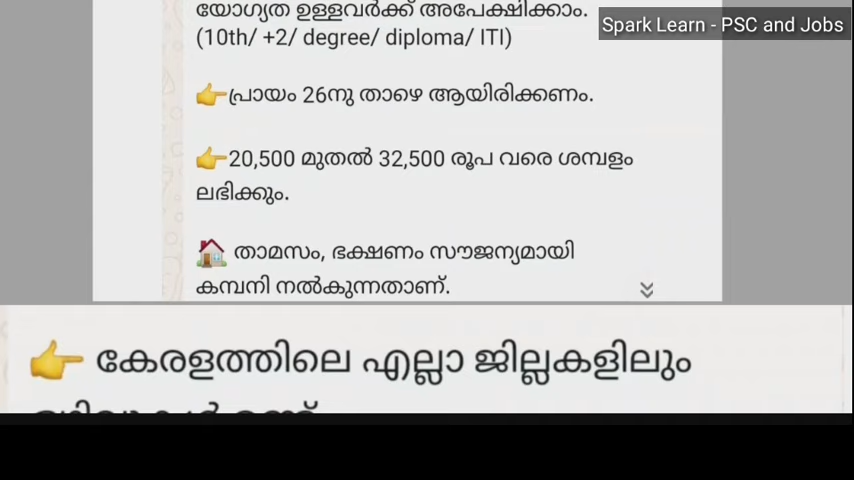 യോഗ്യത ഉള്ളവർക്ക് അപേക്ഷിക്കാം.
Spark Learn - PSC and Jobs
(10th/ +2/ degree/ diploma/ ITI)
👉പ്രായം 26നു താഴെ ആയിരിക്കണം.
👉20,500 മുതൽ 32,500 രൂപ വരെ ശമ്പളം
ലഭിക്കും.
🏠 താമസം, ഭക്ഷണം സൗജന്യമായി
കമ്പനി നൽകുന്നതാണ്.
👉 കേരളത്തിലെ എല്ലാ ജില്ലകളിലും